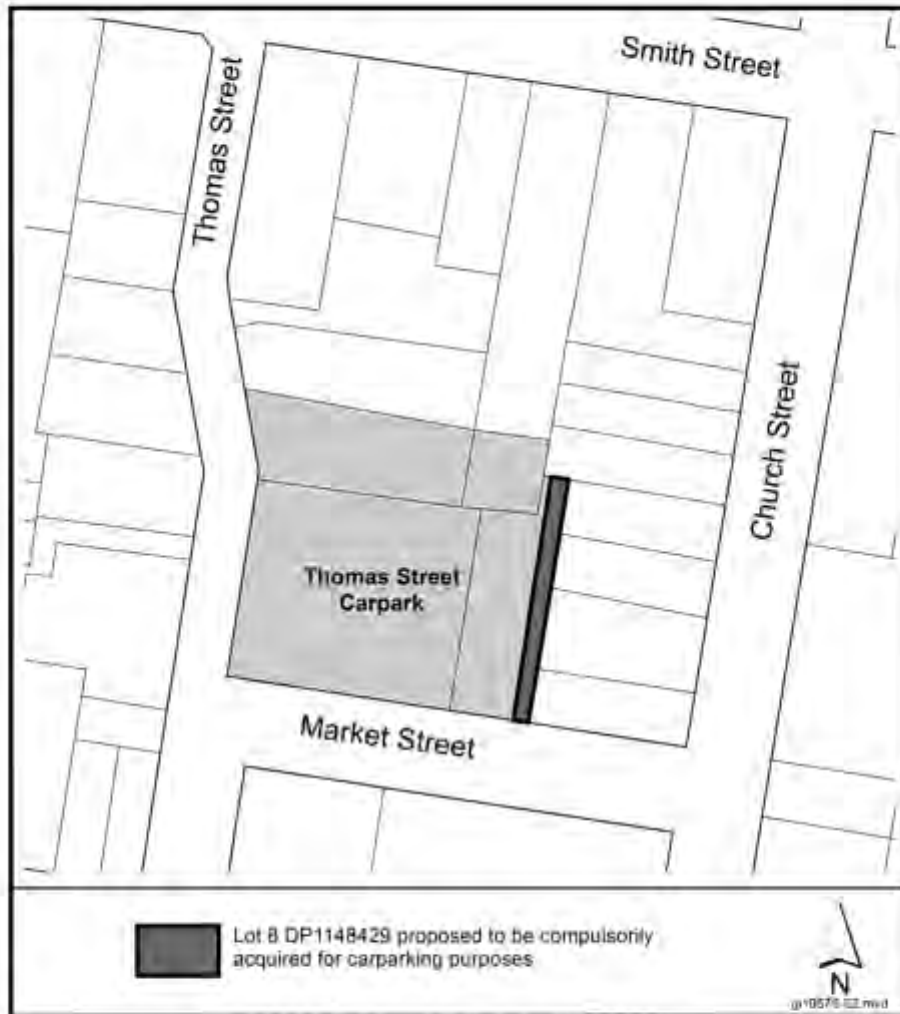 Smith Street
Thomas Street
Church Street
Thomas Street
Carpark
Market Street
Lot 8 DP1148429 proposed to be compulsorily
acquired for carparking purposes
N